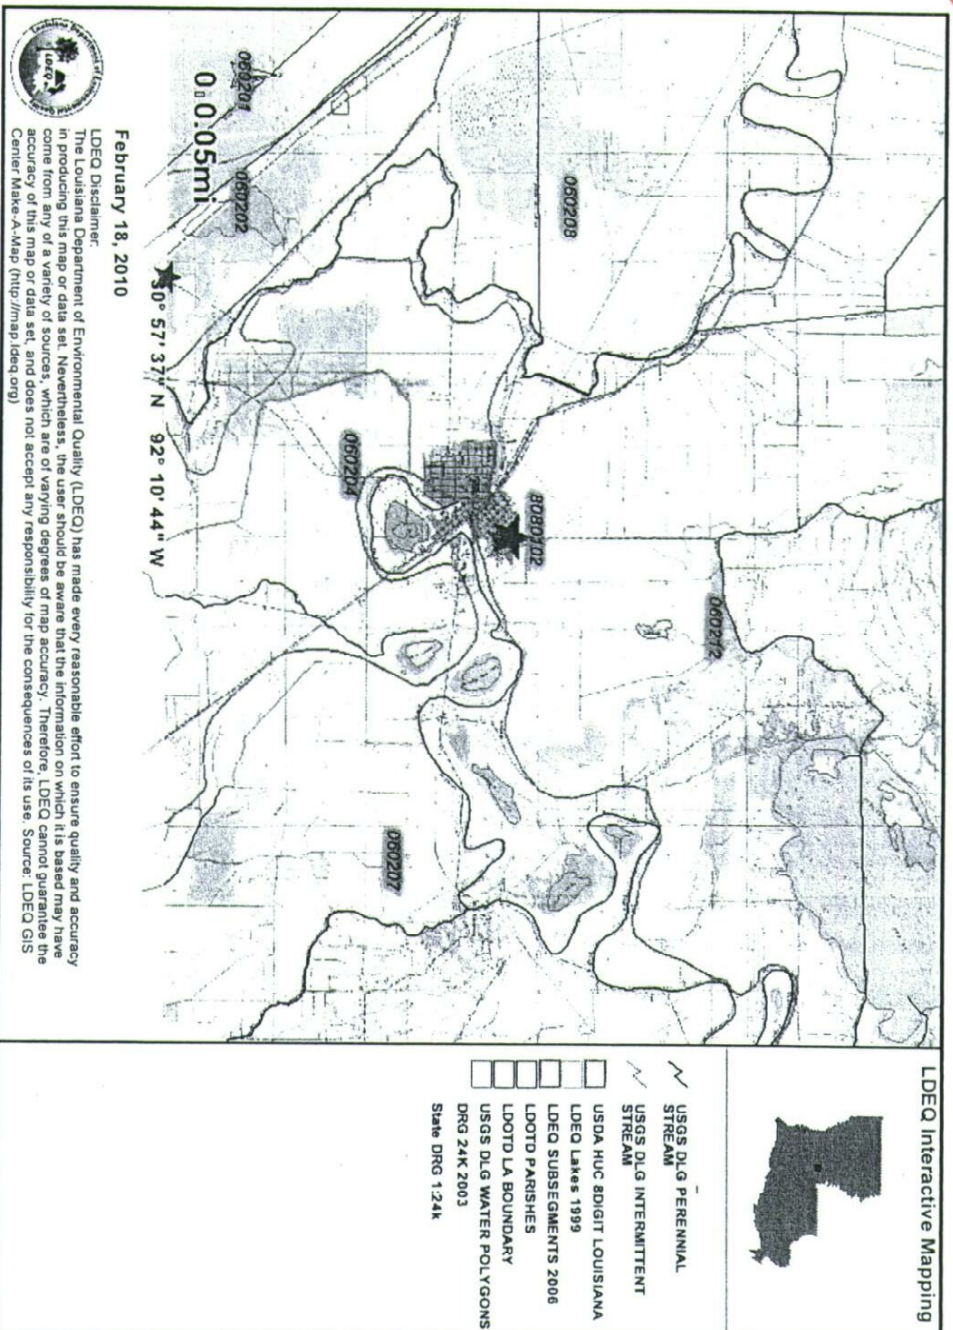 LDEQ Interactive Mapping
USGS DLG PERENNIAL
STREAM
USGS DLG INTERMITTENT
STREAM
USDA HUC 8DIGIT LOUISIANA
LDEQ Lakes 1999
LDEQ SUBSEGMENTS 2006
LDOTD PARISHES
LDOTD LA BOUNDARY
USGS DLG WATER POLYGONS
DRG 24K 2003
State DRG 1:24k
060208
8080102
060212
060204
060207
060201
060202
0 0.05mi
30° 57' 37" N 92° 10' 44" W
February 18, 2010
LDEQ Disclaimer:
The Louisiana Department of Environmental Quality (LDEQ) has made every reasonable effort to ensure quality and accuracy
in producing this map or data set. Nevertheless, the user should be aware that the information on which it is based may have
come from any of a variety of sources, which are of varying degrees of map accuracy. Therefore, LDEQ cannot guarantee the
accuracy of this map or data set, and does not accept any responsibility for the consequences of its use. Source: LDEQ GIS
Center Make-A-Map (http://map.ldeq.org)
LDEQ